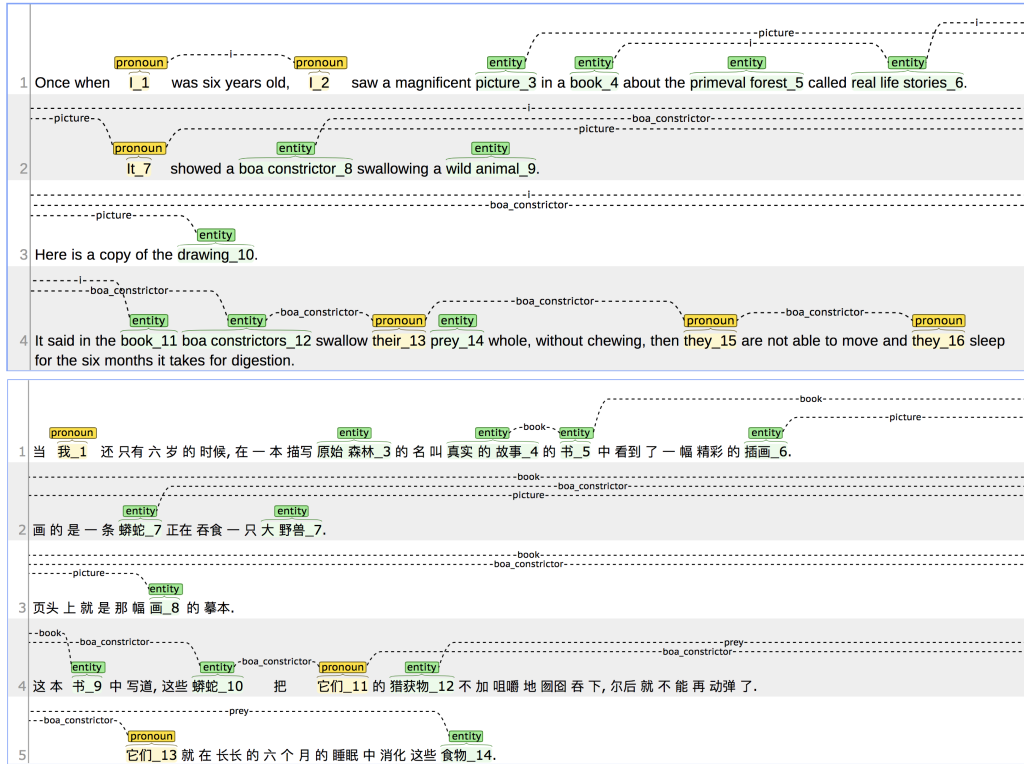 i
picture
i
pronoun i pronoun entity entity entity entity
1 Once when I_1 was six years old, I_2 saw a magnificent picture_3 in a book_4 about the primeval forest_5 called real life stories_6.
i
picture boa_constrictor
picture
pronoun entity entity
2 It_7 showed a boa constrictor_8 swallowing a wild animal_9.
i
boa_constrictor
picture
entity
3 Here is a copy of the drawing_10.
i
boa_constrictor boa_constrictor
boa_constrictor boa_constrictor
entity entity pronoun entity pronoun pronoun
4 It said in the book_11 boa constrictors_12 swallow their_13 prey_14 whole, without chewing, then they_15 are not able to move and they_16 sleep
for the six months it takes for digestion.
book
picture
pronoun entity entity book entity entity
1 当 我_1 还 只有 六 岁 的 时候, 在 一 本 描写 原始 森林_3 的 名 叫 真实 的 故事_4 的 书_5 中 看到 了 一 幅 精彩 的 插画_6.
book
boa_constrictor
picture
entity entity
2 画 的 是 一 条 蟒蛇_7 正在 吞食 一 只 大 野兽_7.
book
boa_constrictor
picture
entity
3 页头 上 就 是 那 幅 画_8 的 摹本.
book
boa_constrictor prey
boa_constrictor boa_constrictor
entity entity pronoun entity
4 这 本 书_9 中 写道, 这些 蟒蛇_10 把 它们_11 的 猎获物_12 不 加 咀嚼 地 囫囵 吞 下, 尔后 就 不 能 再 动弹 了.
prey
boa_constrictor
pronoun entity
5 它们_13 就 在 长长 的 六 个 月 的 睡眠 中 消化 这些 食物_14.